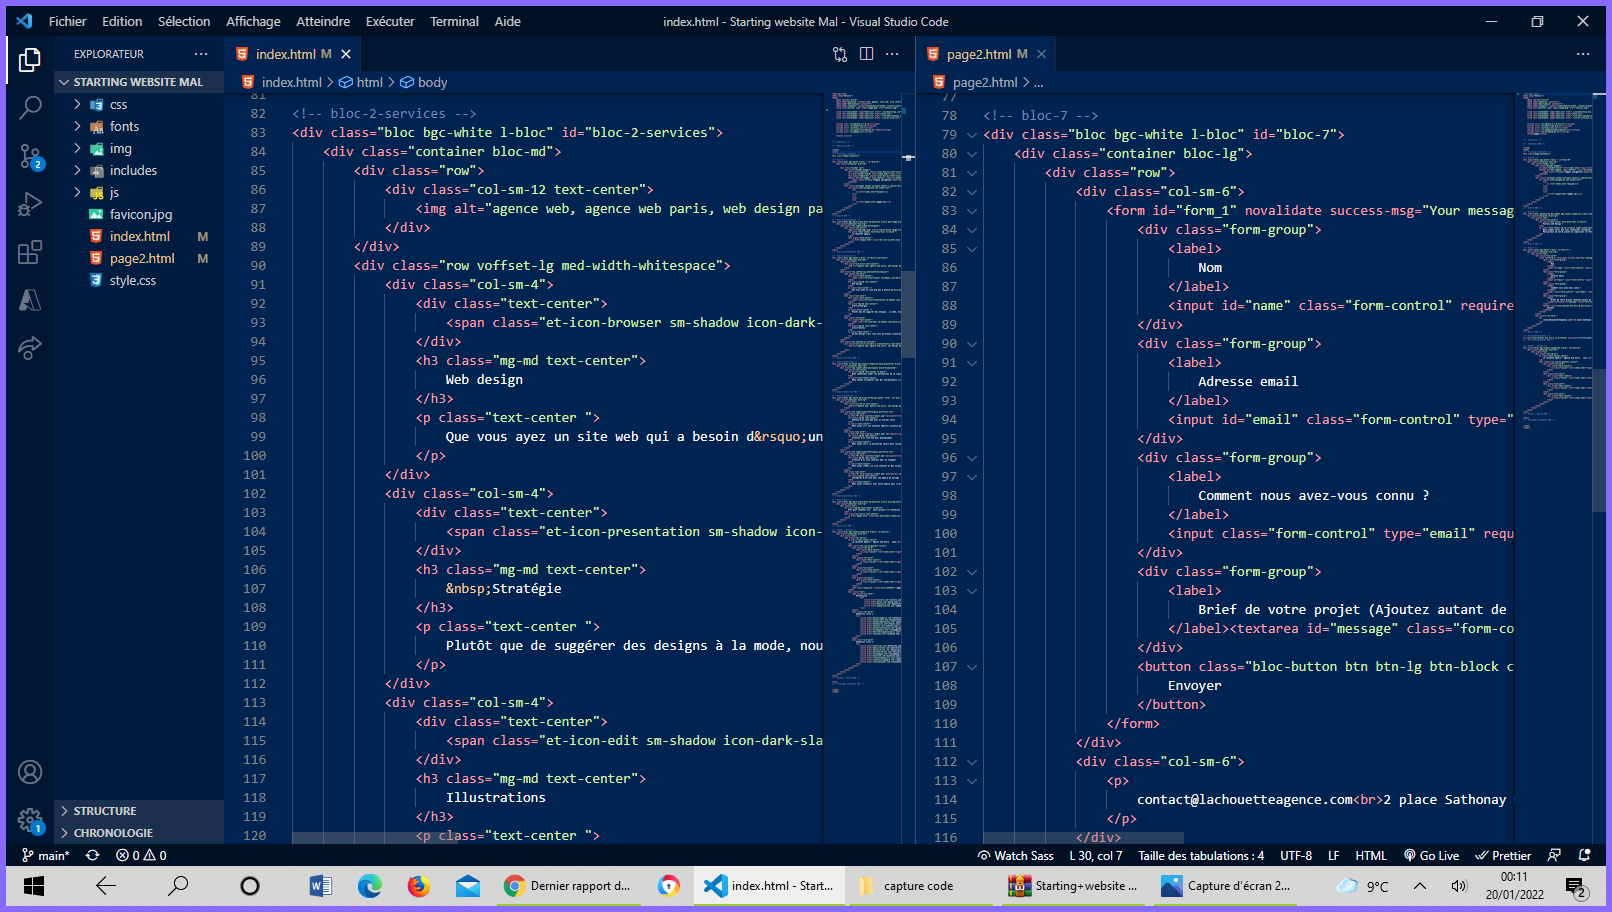 Fichier Edition Sélection Affichage Atteindre Exécuter Terminal Aide
index.html - Starting website Mal - Visual Studio Code
EXPLORATEUR
STARTING WEBSITE MAL
css
fonts
img
includes
js
favicon.jpg
index.html M
page2.html M
style.css
STRUCTURE
CHRONOLOGIE
2
1
index.html M
index.html > html > body
81
82 <!-- bloc-2-services -->
83 <div class="bloc bgc-white l-bloc" id="bloc-2-services">
84 <div class="container bloc-md">
85 <div class="row">
86 <div class="col-sm-12 text-center">
87 <img alt="agence web, agence web paris, web design pa
88 </div>
89 </div>
90 <div class="row voffset-lg med-width-whitespace">
91 <div class="col-sm-4">
92 <div class="text-center">
93 <span class="et-icon-browser sm-shadow icon-dark-
94 </div>
95 <h3 class="mg-md text-center">
96 Web design
97 </h3>
98 <p class="text-center ">
99 Que vous ayez un site web qui a besoin d&rsquo;un
100 </p>
101 </div>
102 <div class="col-sm-4">
103 <div class="text-center">
104 <span class="et-icon-presentation sm-shadow icon-
105 </div>
106 <h3 class="mg-md text-center">
107 &nbsp;Stratégie
108 </h3>
109 <p class="text-center ">
110 Plutôt que de suggérer des designs à la mode, nou
111 </p>
112 </div>
113 <div class="col-sm-4">
114 <div class="text-center">
115 <span class="et-icon-edit sm-shadow icon-dark-sla
116 </div>
117 <h3 class="mg-md text-center">
118 Illustrations
119 </h3>
120 <p class="text-center ">
page2.html M
page2.html > ...
77
78 <!-- bloc-7 -->
79 <div class="bloc bgc-white l-bloc" id="bloc-7">
80 <div class="container bloc-lg">
81 <div class="row">
82 <div class="col-sm-6">
83 <form id="form_1" novalidate success-msg="Your messag
84 <div class="form-group">
85 <label>
86 Nom
87 </label>
88 <input id="name" class="form-control" require
89 </div>
90 <div class="form-group">
91 <label>
92 Adresse email
93 </label>
94 <input id="email" class="form-control" type="
95 </div>
96 <div class="form-group">
97 <label>
98 Comment nous avez-vous connu ?
99 </label>
100 <input class="form-control" type="email" requ
101 </div>
102 <div class="form-group">
103 <label>
104 Brief de votre projet (Ajoutez autant de
105 </label><textarea id="message" class="form-co
106 </div>
107 <button class="bloc-button btn btn-lg btn-block c
108 Envoyer
109 </button>
110 </form>
111 </div>
112 <div class="col-sm-6">
113 <p>
114 contact@lachouetteagence.com<br>2 place Sathonay
115 </p>
116 </div>
main* 0 0
Watch Sass L 30, col 7 Taille des tabulations : 4 UTF-8 LF HTML Go Live Prettier
Dernier rapport d...
index.html - Start...
capture code
Starting+website ...
Capture d'écran 2...
9°C
00:11
20/01/2022
2